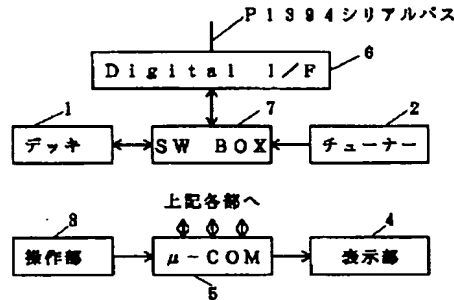 P1394シリアルバス
6
Digital I/F
1
7
2
デッキ
SW BOX
チューナー
上記各部へ
3
4
操作部
μ-COM
表示部
5